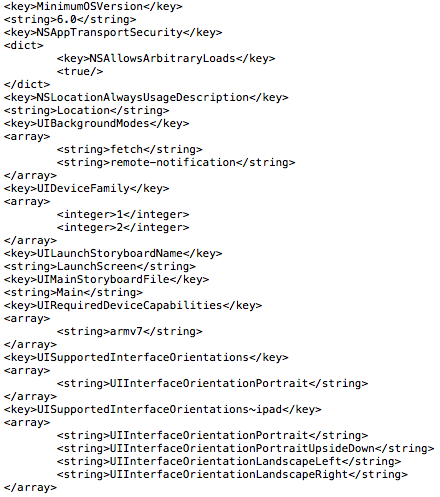 <key>MinimumOSVersion</key>
<string>6.0</string>
<key>NSAppTransportSecurity</key>
<dict>
	<key>NSAllowsArbitraryLoads</key>
	<true/>
</dict>
<key>NSLocationAlwaysUsageDescription</key>
<string>Location</string>
<key>UIBackgroundModes</key>
<array>
	<string>fetch</string>
	<string>remote-notification</string>
</array>
<key>UIDeviceFamily</key>
<array>
	<integer>1</integer>
	<integer>2</integer>
</array>
<key>UILaunchStoryboardName</key>
<string>LaunchScreen</string>
<key>UIMainStoryboardFile</key>
<string>Main</string>
<key>UIRequiredDeviceCapabilities</key>
<array>
	<string>armv7</string>
</array>
<key>UISupportedInterfaceOrientations</key>
<array>
	<string>UIInterfaceOrientationPortrait</string>
</array>
<key>UISupportedInterfaceOrientations~ipad</key>
<array>
	<string>UIInterfaceOrientationPortrait</string>
	<string>UIInterfaceOrientationPortraitUpsideDown</string>
	<string>UIInterfaceOrientationLandscapeLeft</string>
	<string>UIInterfaceOrientationLandscapeRight</string>
</array>